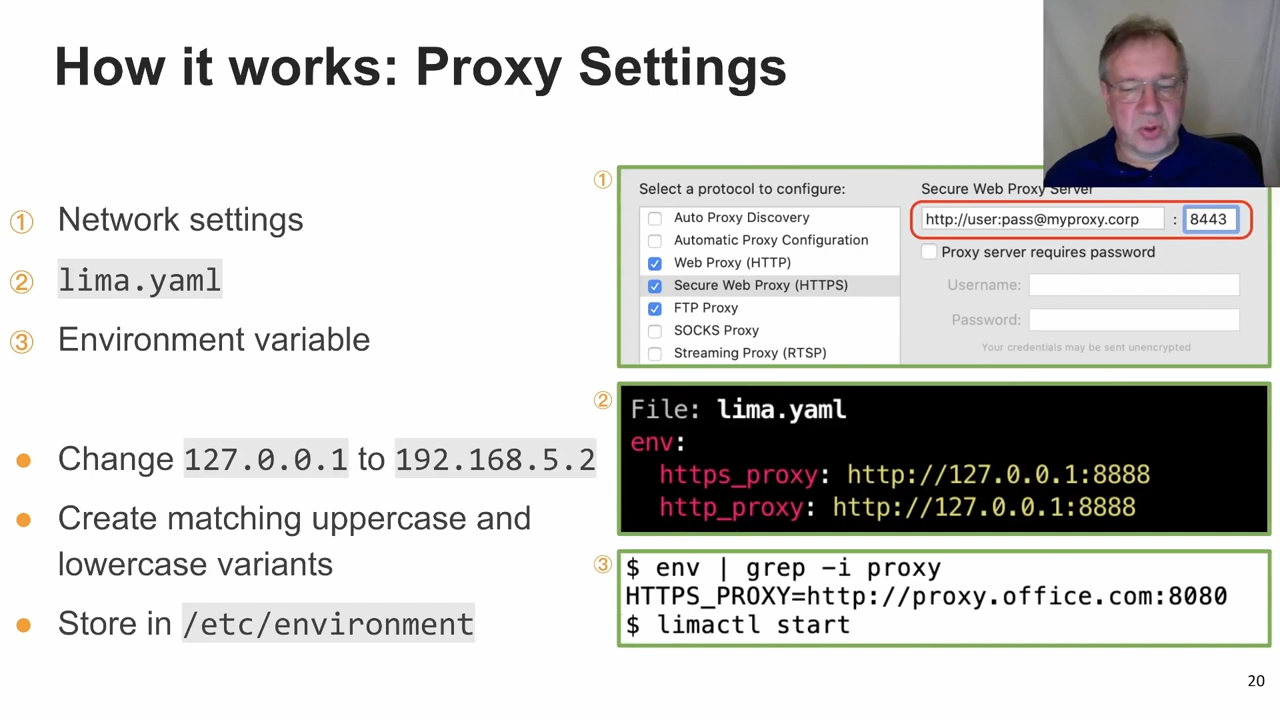 How it works: Proxy Settings
① Network settings
② lima.yaml
③ Environment variable
● Change 127.0.0.1 to 192.168.5.2
● Create matching uppercase and
lowercase variants
● Store in /etc/environment
①
Select a protocol to configure:
Auto Proxy Discovery
Automatic Proxy Configuration
Web Proxy (HTTP)
Secure Web Proxy (HTTPS)
FTP Proxy
SOCKS Proxy
Streaming Proxy (RTSP)
Secure Web Proxy Server
http://user:pass@myproxy.corp : 8443
Proxy server requires password
Username:
Password:
Your credentials may be sent unencrypted
②
File: lima.yaml
env:
https_proxy: http://127.0.0.1:8888
http_proxy: http://127.0.0.1:8888
③
$ env | grep -i proxy
HTTPS_PROXY=http://proxy.office.com:8080
$ limactl start
20